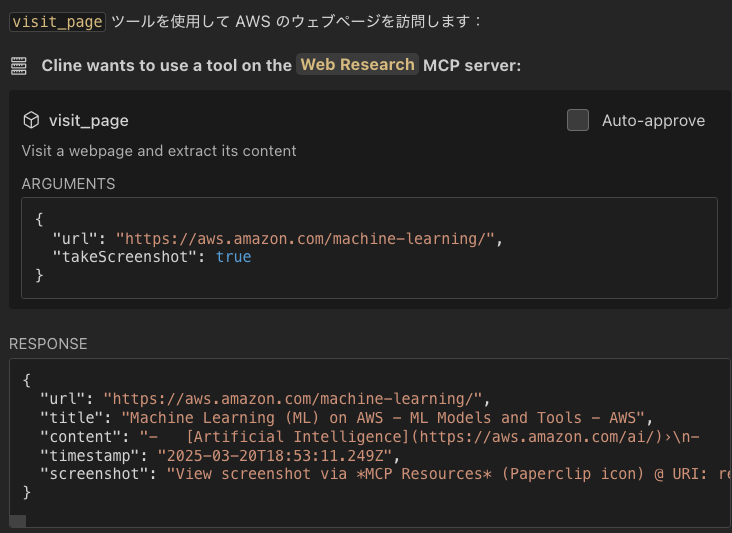 visit_page ツールを使用して AWS のウェブページを訪問します：
Cline wants to use a tool on the Web Research MCP server:
visit_page
Auto-approve
Visit a webpage and extract its content
ARGUMENTS
{
  "url": "https://aws.amazon.com/machine-learning/",
  "takeScreenshot": true
}
RESPONSE
{
  "url": "https://aws.amazon.com/machine-learning/",
  "title": "Machine Learning (ML) on AWS - ML Models and Tools - AWS",
  "content": "-   [Artificial Intelligence](https://aws.amazon.com/ai/)›\n-
  "timestamp": "2025-03-20T18:53:11.249Z",
  "screenshot": "View screenshot via *MCP Resources* (Paperclip icon) @ URI: re
}